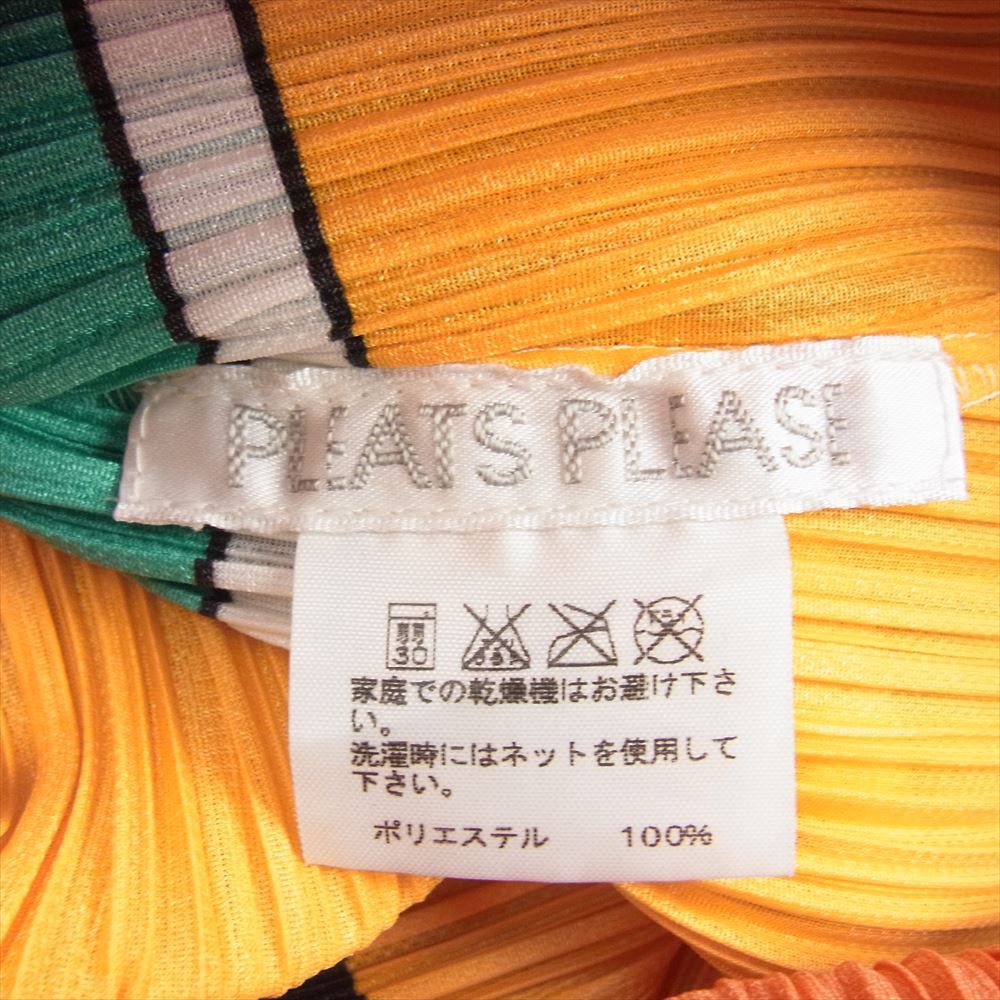 PLEATS PLEASE
弱
30
家庭での乾燥機はお避け下さ
い。
洗濯時にはネットを使用して
下さい。
ポリエステル 100%